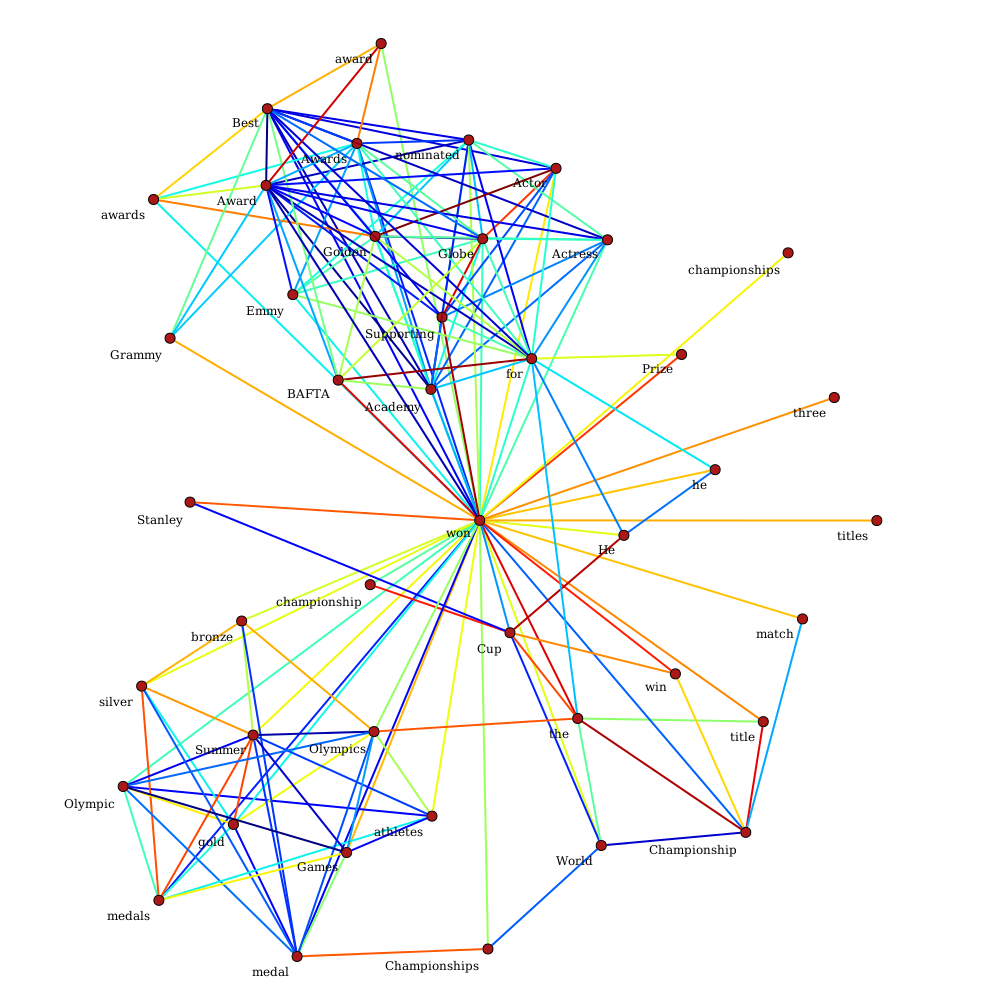 award
Best
Awards
nominated
Actor
Award
awards
Golden
Globe
Actress
championships
Emmy
Supporting
Grammy
Prize
for
BAFTA
Academy
three
he
Stanley
won
titles
He
championship
match
bronze
Cup
win
silver
the
title
Summer
Olympics
Olympic
athletes
gold
Championship
World
Games
medals
Championships
medal